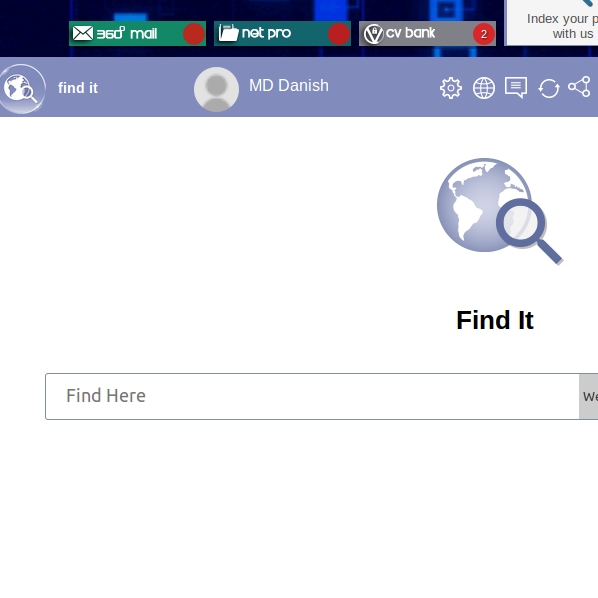 360° mail
net pro
cv bank
2
Index your p
with us
find it
MD Danish
Find It
Find Here
We